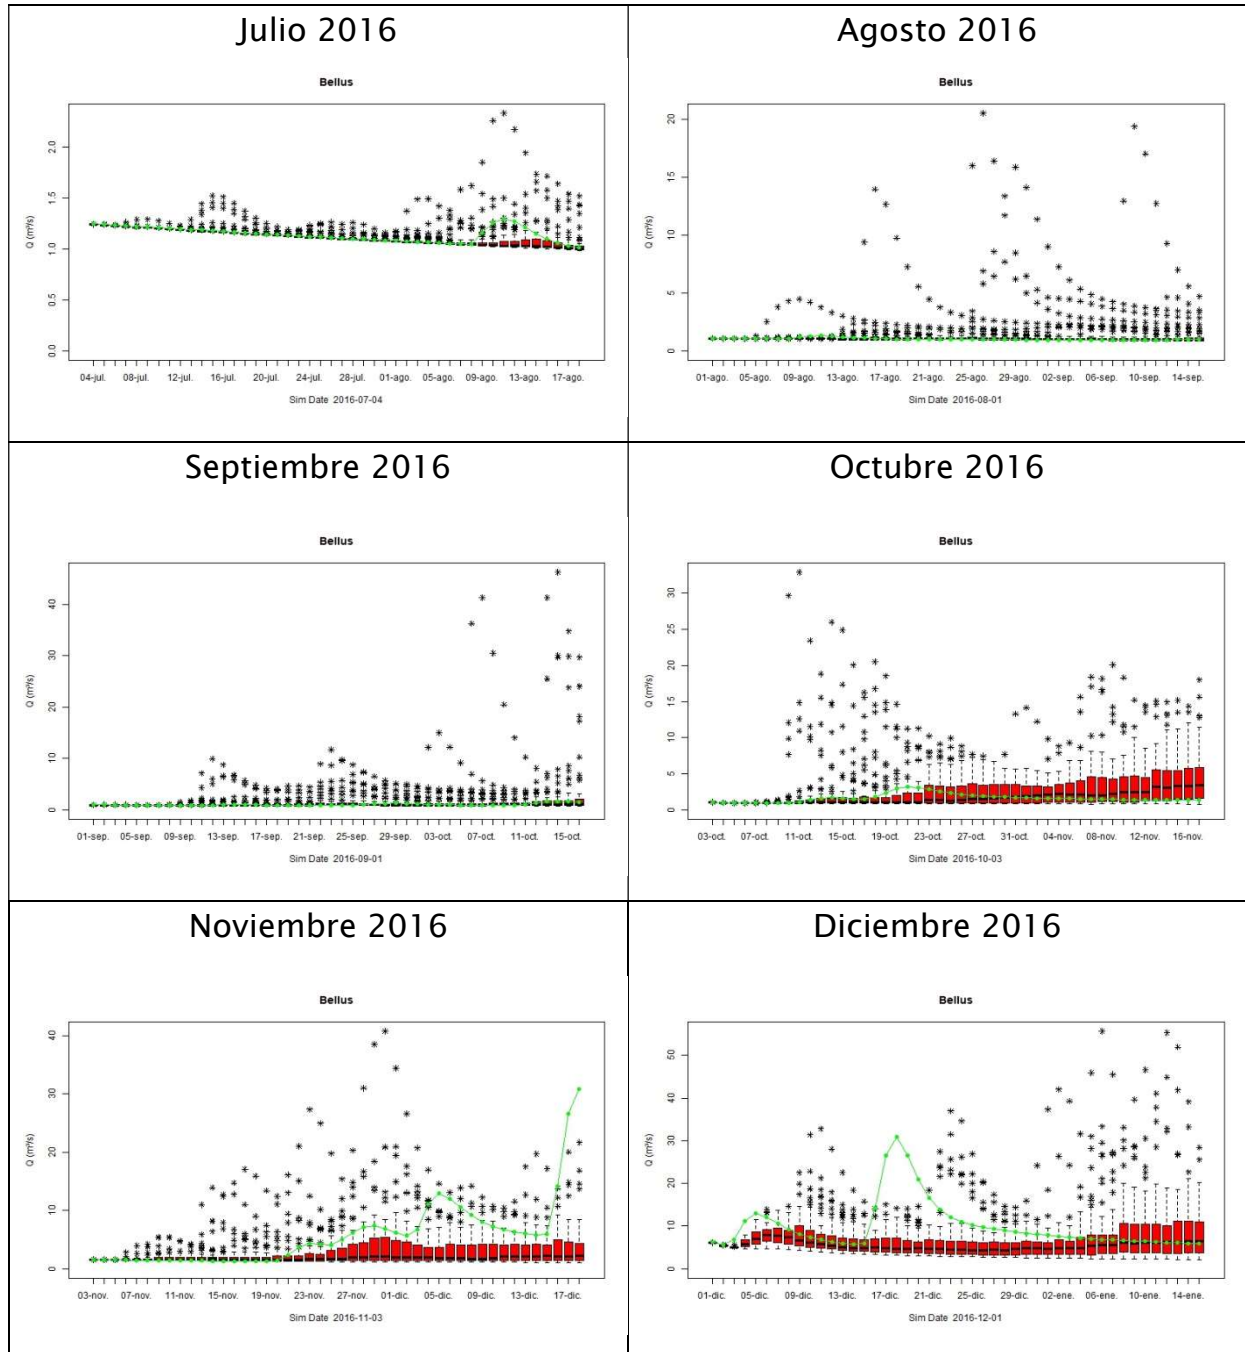 Julio 2016
Agosto 2016
Bellus
Bellus
Q (m³/s)
2.0
1.5
1.0
0.5
0.0
04-jul. 08-jul. 12-jul. 16-jul. 20-jul. 24-jul. 28-jul. 01-ago. 05-ago. 09-ago. 13-ago. 17-ago.
Sim Date 2016-07-04
Q (m³/s)
20
15
10
5
0
01-ago. 05-ago. 09-ago. 13-ago. 17-ago. 21-ago. 25-ago. 29-ago. 02-sep. 06-sep. 10-sep. 14-sep.
Sim Date 2016-08-01
Septiembre 2016
Octubre 2016
Bellus
Bellus
Q (m³/s)
40
30
20
10
0
01-sep. 05-sep. 09-sep. 13-sep. 17-sep. 21-sep. 25-sep. 29-sep. 03-oct. 07-oct. 11-oct. 15-oct.
Sim Date 2016-09-01
Q (m³/s)
30
25
20
15
10
5
0
03-oct. 07-oct. 11-oct. 15-oct. 19-oct. 23-oct. 27-oct. 31-oct. 04-nov. 08-nov. 12-nov. 16-nov.
Sim Date 2016-10-03
Noviembre 2016
Diciembre 2016
Bellus
Bellus
Q (m³/s)
40
30
20
10
0
03-nov. 07-nov. 11-nov. 15-nov. 19-nov. 23-nov. 27-nov. 01-dic. 05-dic. 09-dic. 13-dic. 17-dic.
Sim Date 2016-11-03
Q (m³/s)
50
40
30
20
10
0
01-dic. 05-dic. 09-dic. 13-dic. 17-dic. 21-dic. 25-dic. 29-dic. 02-ene. 06-ene. 10-ene. 14-ene.
Sim Date 2016-12-01